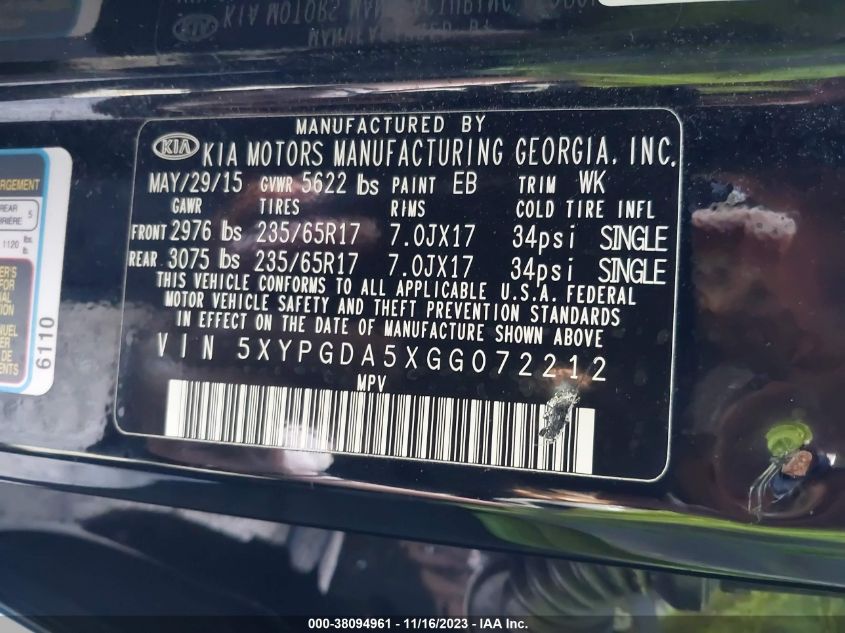 MANUFACTURED BY
KIA KIA MOTORS MANUFACTURING GEORGIA, INC.
MAY/29/15 GVWR 5622 lbs PAINT EB TRIM WK
GAWR TIRES RIMS COLD TIRE INFL
FRONT 2976 lbs 235/65R17 7.0JX17 34psi SINGLE
REAR 3075 lbs 235/65R17 7.0JX17 34psi SINGLE
THIS VEHICLE CONFORMS TO ALL APPLICABLE U.S.A. FEDERAL
MOTOR VEHICLE SAFETY AND THEFT PREVENTION STANDARDS
IN EFFECT ON THE DATE OF MANUFACTURE SHOWN ABOVE
VIN 5XYPGDA5XGG072212
MPV
REAR
5
1120 lbs.
6110
000-38094961 - 11/16/2023 - IAA Inc.